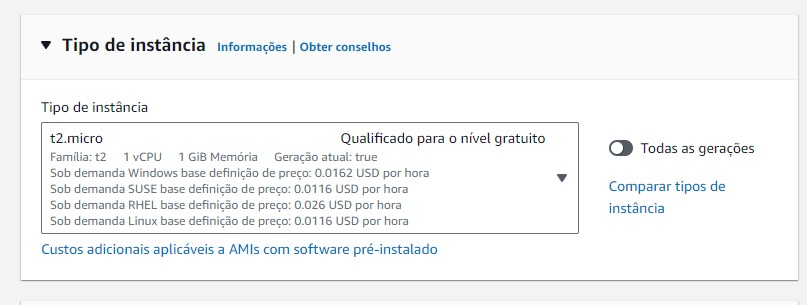 Tipo de instância Informações | Obter conselhos
Tipo de instância
t2.micro Qualificado para o nível gratuito
Família: t2 1 vCPU 1 GiB Memória Geração atual: true
Sob demanda Windows base definição de preço: 0.0162 USD por hora
Sob demanda SUSE base definição de preço: 0.0116 USD por hora
Sob demanda RHEL base definição de preço: 0.026 USD por hora
Sob demanda Linux base definição de preço: 0.0116 USD por hora
Todas as gerações
Comparar tipos de
instância
Custos adicionais aplicáveis a AMIs com software pré-instalado